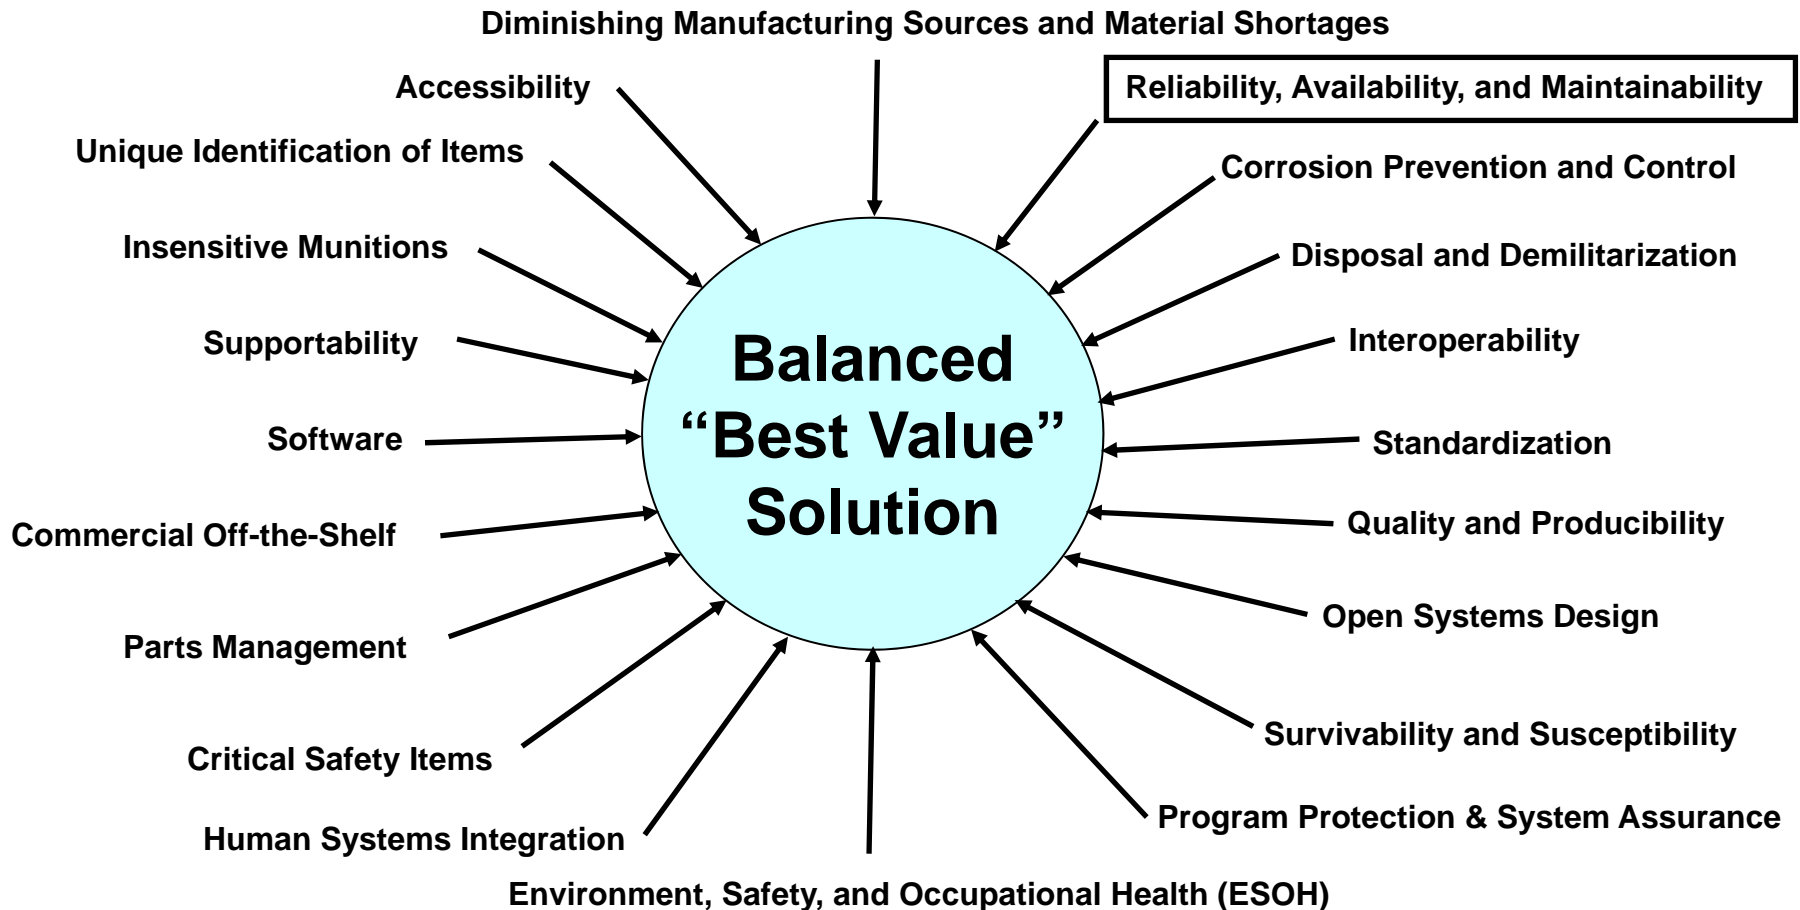 Diminishing Manufacturing Sources and Material Shortages
Accessibility
Reliability, Availability, and Maintainability
Unique Identification of Items
Corrosion Prevention and Control
Insensitive Munitions
Disposal and Demilitarization
Supportability
Interoperability
Balanced
“Best Value”
Solution
Software
Standardization
Commercial Off-the-Shelf
Quality and Producibility
Parts Management
Open Systems Design
Critical Safety Items
Survivability and Susceptibility
Human Systems Integration
Program Protection & System Assurance
Environment, Safety, and Occupational Health (ESOH)